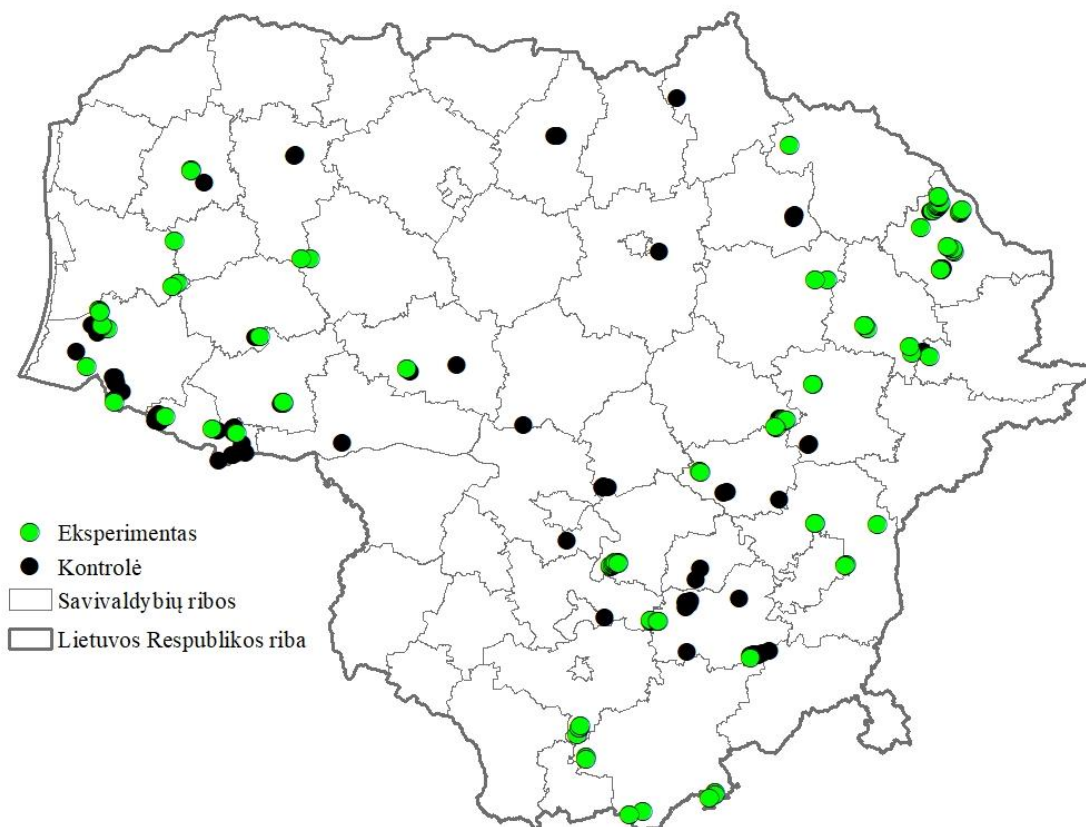 Eksperimentas
Kontrolė
Savivaldybių ribos
Lietuvos Respublikos riba